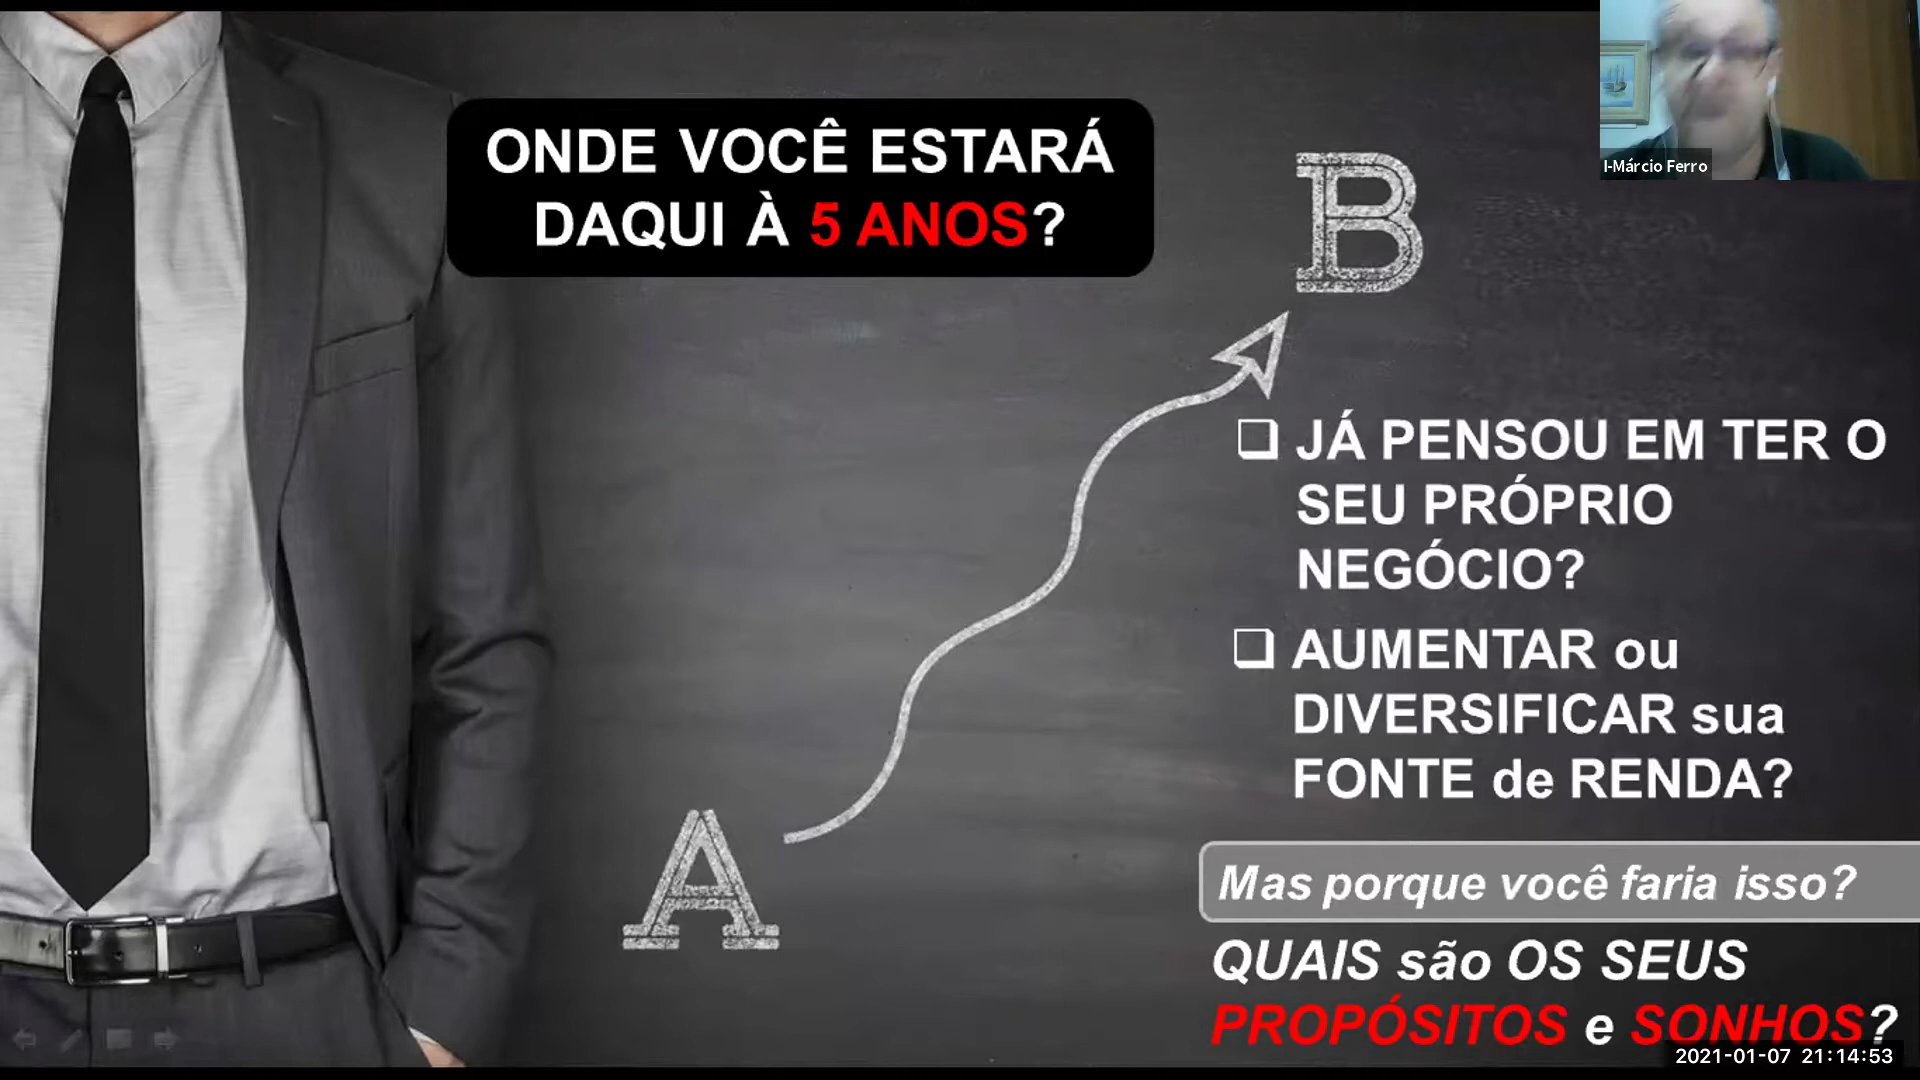 I-Márcio Ferro
ONDE VOCÊ ESTARÁ
DAQUI À 5 ANOS?
B
JÁ PENSOU EM TER O
SEU PRÓPRIO
NEGÓCIO?
AUMENTAR ou
DIVERSIFICAR sua
FONTE de RENDA?
A
Mas porque você faria isso?
QUAIS são OS SEUS
PROPÓSITOS e SONHOS?
2021-01-07 21:14:53